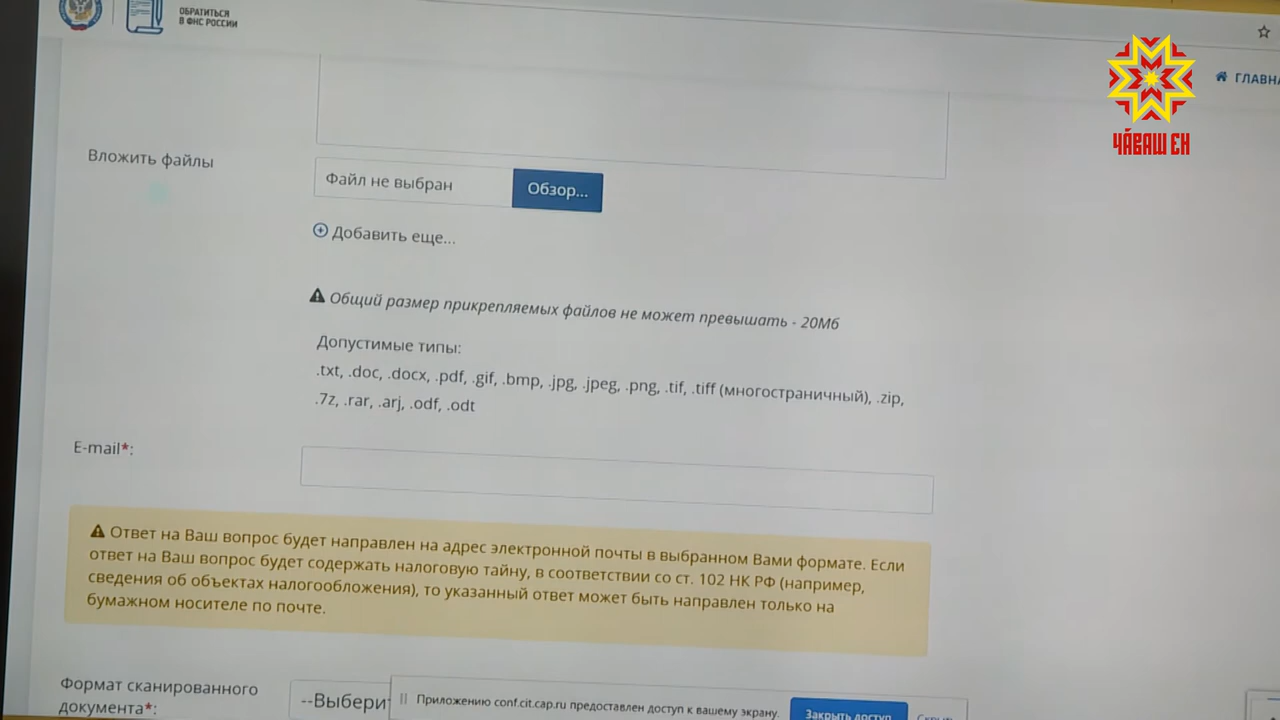 ОБРАТИТЬСЯ
В ФНС РОССИИ
ЧӐВАШ ЕН
Вложить файлы
Файл не выбран
Обзор...
Добавить еще...
Общий размер прикрепляемых файлов не может превышать - 20Мб
Допустимые типы:
.txt, .doc, .docx, .pdf, .gif, .bmp, .jpg, .jpeg, .png, .tif, .tiff (многостраничный), .zip,
.7z, .rar, .arj, .odf, .odt
E-mail*:
Ответ на Ваш вопрос будет направлен на адрес электронной почты в выбранном Вами формате. Если
ответ на Ваш вопрос будет содержать налоговую тайну, в соответствии со ст. 102 НК РФ (например,
сведения об объектах налогообложения), то указанный ответ может быть направлен только на
бумажном носителе по почте.
Формат сканированного
документа*:
Приложению conf.cit.cap.ru предоставлен доступ к вашему экрану.
Закрыть доступ